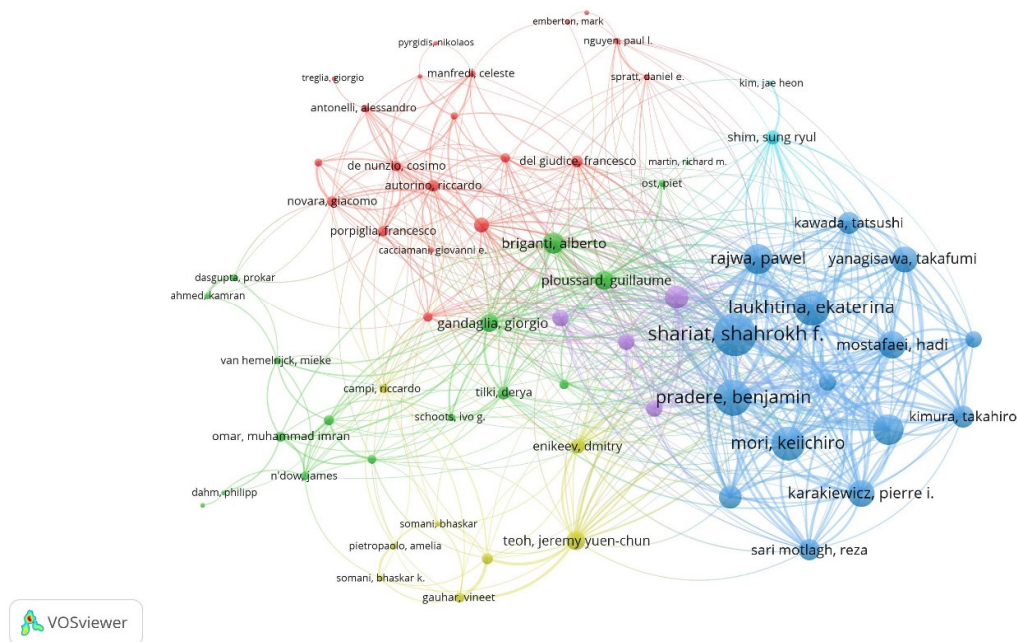 emberton, mark
pyrgidis, nikolaos
nguyen, paul l.
treglia, giorgio
manfredi, celeste
spratt, daniel e.
kim, jae heon
antonelli, alessandro
shim, sung ryul
de nunzio, cosimo
del giudice, francesco
martin, richard m.
autorino, riccardo
ost, piet
novara, giacomo
porpiglia, francesco
kawada, tatsushi
cacciamani, giovanni e.
briganti, alberto
rajwa, pawel
yanagisawa, takafumi
dasgupta, prokar
ploussard, guillaume
ahmed, kamran
laukhtina, ekaterina
gandaglia, giorgio
shariat, shahrokh f.
mostafaei, hadi
van hemelrijck, mieke
campi, riccardo
tilki, derya
pradere, benjamin
schoots, ivo g.
kimura, takahiro
omar, muhammad imran
enikeev, dmitry
mori, keiichiro
n'dow, james
dahm, philipp
karakiewicz, pierre i.
somani, bhaskar
teoh, jeremy yuen-chun
pietropaolo, amelia
sari motlagh, reza
somani, bhaskar k.
gauhar, vineet
VOSviewer